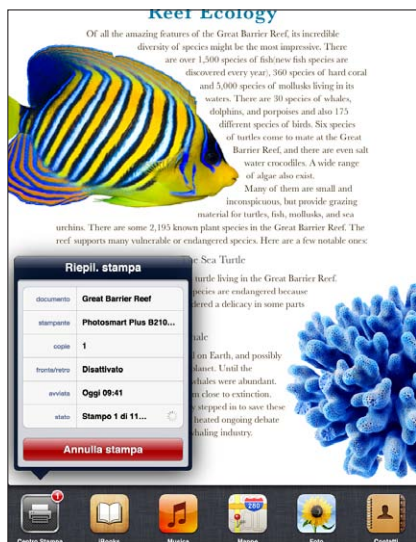 Reef Ecology
Of all the amazing features of the Great Barrier Reef, its incredible
diversity of species might be the most impressive. There
are over 1,500 species of fish(new fish species are
discovered every year), 360 species of hard coral
and 5,000 species of mollusks living in its
waters. There are 30 species of whales,
dolphins, and porpoises and also 175
different species of birds. Six species
of turtles come to mate at the Great
Barrier Reef, and there are even salt
water crocodiles. A wide range
of algae also exist.
Many of them are small and
inconspicuous, but provide grazing
material for turtles, fish, mollusks, and sea
urchins. There are some 2,195 known plant species in the Great Barrier Reef. The
reef supports many vulnerable or endangered species. Here are a few notable ones:
The Sea Turtle
turtle living in the Great Barrier Reef.
species are endangered because
dered a delicacy in some parts
hale
l on Earth, and possibly
planet. Until the
whales were abundant.
m close to extinction.
stepped in to save these
heated ongoing debate
haling industry.
Riepil. stampa
documento Great Barrier Reef
stampante Photosmart Plus B210...
copie 1
fronte/retro Disattivato
avviata Oggi 09:41
stato Stampo 1 di 11...
Annulla stampa
1
280
Centro Stampa iBooks Musica Mappe Foto Contatti